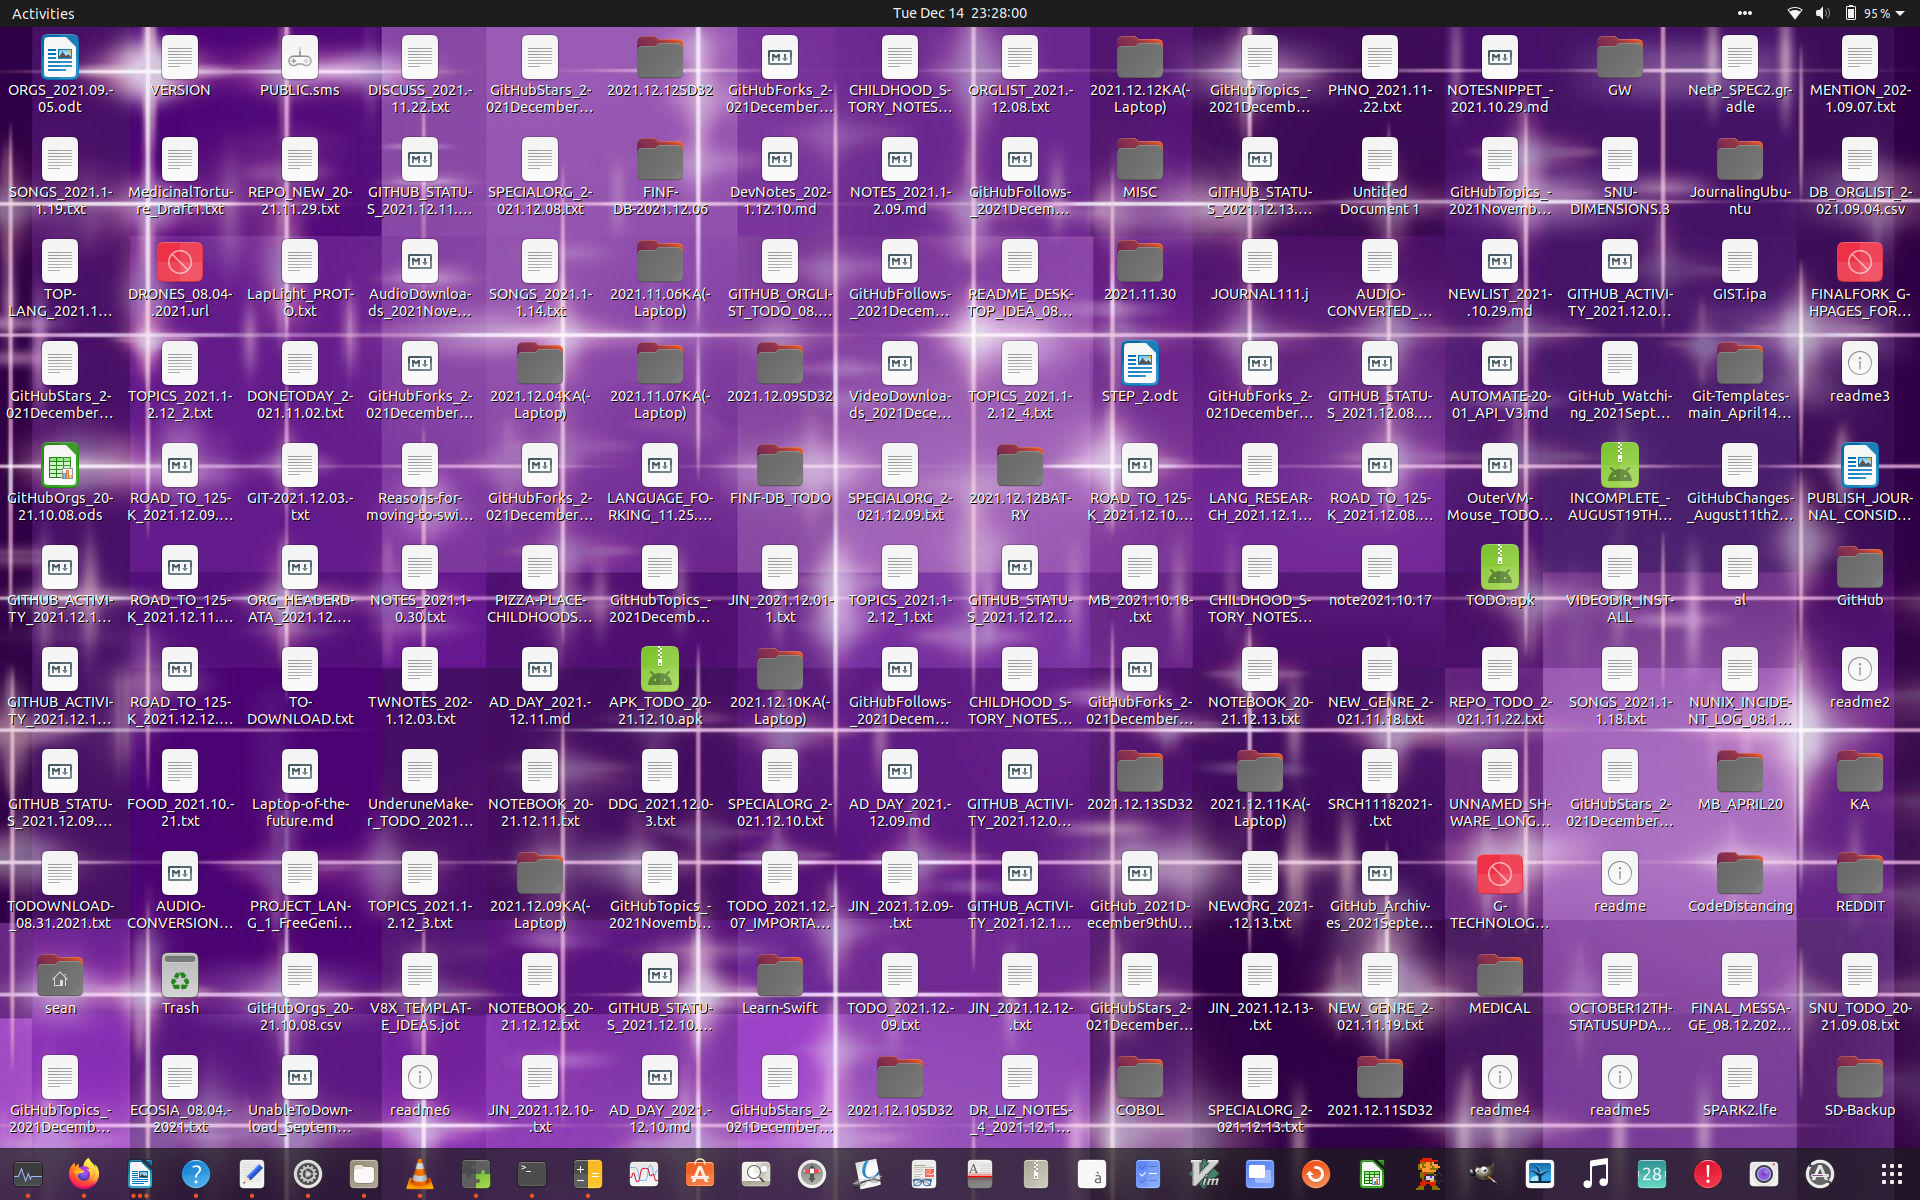 Activities
Tue Dec 14 23:28:00
95 %
ORGS_2021.09.-
05.odt
VERSION
PUBLIC.sms
DISCUSS_2021.-
11.22.txt
GitHubStars_2-
021December...
2021.12.12SD32
GitHubForks_2-
021December...
CHILDHOOD_S-
TORY_NOTES...
ORGLIST_2021.-
12.08.txt
2021.12.12KA(-
Laptop)
GitHubTopics_-
2021Decemb...
PHNO_2021.11-
.22.txt
NOTESNIPPET_-
2021.10.29.md
GW
NetP_SPEC2.gr-
adle
MENTION_202-
1.09.07.txt
SONGS_2021.1-
1.19.txt
MedicinalTortu-
re_Draft1.txt
REPO_NEW_20-
21.11.29.txt
GITHUB_STATU-
S_2021.12.11....
SPECIALORG_2-
021.12.08.txt
FINF-
DB-2021.12.06
DevNotes_202-
1.12.10.md
NOTES_2021.1-
2.09.md
GitHubFollows-
_2021Decem...
MISC
GITHUB_STATU-
S_2021.12.13....
Untitled
Document 1
GitHubTopics_-
2021Novemb...
SNU-
DIMENSIONS.3
JournalingUbu-
ntu
DB_ORGLIST_2-
021.09.04.csv
TOP-
LANG_2021.1...
DRONES_08.04-
.2021.url
LapLight_PROT-
O.txt
AudioDownloa-
ds_2021Nove...
SONGS_2021.1-
1.14.txt
2021.11.06KA(-
Laptop)
GITHUB_ORGLI-
ST_TODO_08....
GitHubFollows-
_2021Decem...
README_DESK-
TOP_IDEA_08...
2021.11.30
JOURNAL111.j
AUDIO-
CONVERTED_...
NEWLIST_2021-
.10.29.md
GITHUB_ACTIVI-
TY_2021.12.0...
GIST.ipa
FINALFORK_G-
HPAGES_FOR...
GitHubStars_2-
021December...
TOPICS_2021.1-
2.12_2.txt
DONETODAY_2-
021.11.02.txt
GitHubForks_2-
021December...
2021.12.04KA(-
Laptop)
2021.11.07KA(-
Laptop)
2021.12.09SD32
VideoDownloa-
ds_2021Dece...
TOPICS_2021.1-
2.12_4.txt
STEP_2.odt
GitHubForks_2-
021December...
GITHUB_STATU-
S_2021.12.08....
AUTOMATE-20-
01_API_V3.md
GitHub_Watchi-
ng_2021Sept...
Git-Templates-
main_April14...
readme3
GitHubOrgs_20-
21.10.08.ods
ROAD_TO_125-
K_2021.12.09....
GIT-2021.12.03.-
txt
Reasons-for-
moving-to-swi...
GitHubForks_2-
021December...
LANGUAGE_FO-
RKING_11.25....
FINF-DB_TODO
SPECIALORG_2-
021.12.09.txt
2021.12.12BAT-
RY
ROAD_TO_125-
K_2021.12.10....
LANG_RESEAR-
CH_2021.12.1...
ROAD_TO_125-
K_2021.12.08....
OuterVM-
Mouse_TODO...
INCOMPLETE_-
AUGUST19TH...
GitHubChanges-
_August11th2...
PUBLISH_JOUR-
NAL_CONSID...
GITHUB_ACTIVI-
TY_2021.12.1...
ROAD_TO_125-
K_2021.12.11....
ORG_HEADERD-
ATA_2021.12....
NOTES_2021.1-
0.30.txt
PIZZA-PLACE-
CHILDHOODS...
GitHubTopics_-
2021Decemb...
JIN_2021.12.01-
1.txt
TOPICS_2021.1-
2.12_1.txt
GITHUB_STATU-
S_2021.12.12....
MB_2021.10.18-
.txt
CHILDHOOD_S-
TORY_NOTES...
note2021.10.17
TODO.apk
VIDEODIR_INST-
ALL
al
GitHub
GITHUB_ACTIVI-
TY_2021.12.1...
ROAD_TO_125-
K_2021.12.12....
TO-
DOWNLOAD.txt
TWNOTES_202-
1.12.03.txt
AD_DAY_2021.-
12.11.md
APK_TODO_20-
21.12.10.apk
2021.12.10KA(-
Laptop)
GitHubFollows-
_2021Decem...
CHILDHOOD_S-
TORY_NOTES...
GitHubForks_2-
021December...
NOTEBOOK_20-
21.12.13.txt
NEW_GENRE_2-
021.11.18.txt
REPO_TODO_2-
021.11.22.txt
SONGS_2021.1-
1.18.txt
NUNIX_INCIDE-
NT_LOG_08.1...
readme2
GITHUB_STATU-
S_2021.12.09....
FOOD_2021.10.-
21.txt
Laptop-of-the-
future.md
UnderuneMake-
r_TODO_2021...
NOTEBOOK_20-
21.12.11.txt
DDG_2021.12.0-
3.txt
SPECIALORG_2-
021.12.10.txt
AD_DAY_2021.-
12.09.md
GITHUB_ACTIVI-
TY_2021.12.0...
2021.12.13SD32
2021.12.11KA(-
Laptop)
SRCH11182021-
.txt
UNNAMED_SH-
WARE_LONG...
GitHubStars_2-
021December...
MB_APRIL20
KA
TODOWNLOAD-
_08.31.2021.txt
AUDIO-
CONVERSION...
PROJECT_LAN-
G_1_FreeGeni...
TOPICS_2021.1-
2.12_3.txt
2021.12.09KA(-
Laptop)
GitHubTopics_-
2021Novemb...
TODO_2021.12.-
07_IMPORTA...
JIN_2021.12.09-
.txt
GITHUB_ACTIVI-
TY_2021.12.1...
GitHub_2021D-
ecember9thU...
NEWORG_2021-
.12.13.txt
GitHub_Archiv-
es_2021Septe...
G-
TECHNOLOG...
readme
CodeDistancing
REDDIT
sean
Trash
GitHubOrgs_20-
21.10.08.csv
V8X_TEMPLAT-
E_IDEAS.jot
NOTEBOOK_20-
21.12.12.txt
GITHUB_STATU-
S_2021.12.10....
Learn-Swift
TODO_2021.12.-
09.txt
JIN_2021.12.12-
.txt
GitHubStars_2-
021December...
JIN_2021.12.13-
.txt
NEW_GENRE_2-
021.11.19.txt
MEDICAL
OCTOBER12TH-
STATUSUPDA...
FINAL_MESSA-
GE_08.12.202...
SNU_TODO_20-
21.09.08.txt
GitHubTopics_-
2021Decemb...
ECOSIA_08.04.-
2021.txt
UnableToDown-
load_Septem...
readme6
JIN_2021.12.10-
.txt
AD_DAY_2021.-
12.10.md
GitHubStars_2-
021December...
2021.12.10SD32
DR_LIZ_NOTES-
_4_2021.12.1...
COBOL
SPECIALORG_2-
021.12.13.txt
2021.12.11SD32
readme4
readme5
SPARK2.lfe
SD-Backup
28